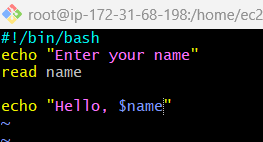 root@ip-172-31-68-198:/home/ec2
#!/bin/bash
echo "Enter your name"
read name

echo "Hello, $name"
~
~